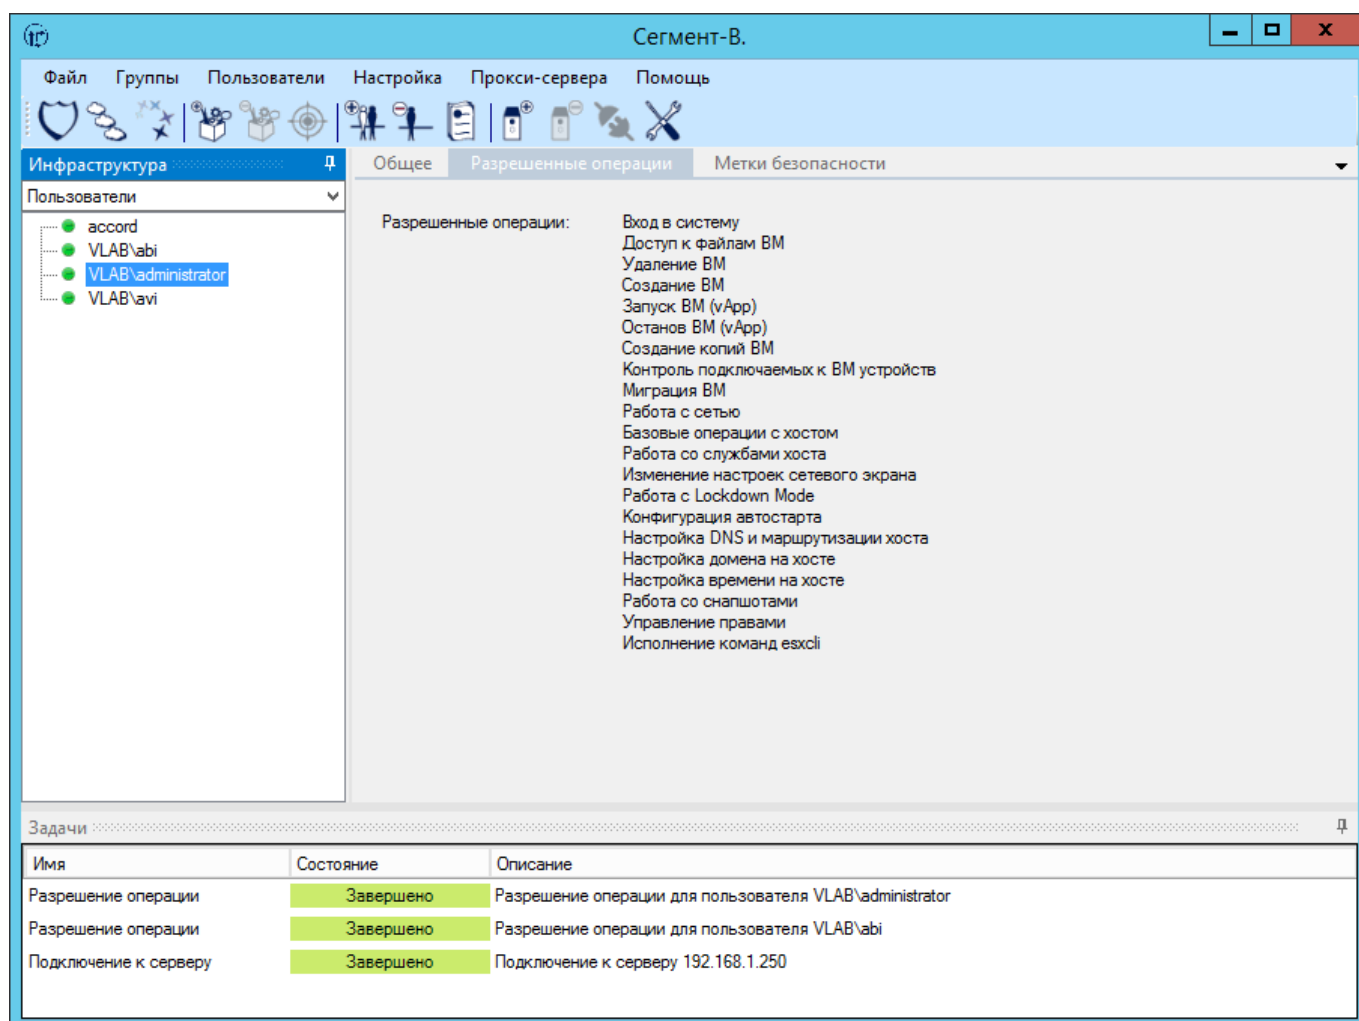 Сегмент-В.
Файл Группы Пользователи Настройка Прокси-сервера Помощь
Инфраструктура
Общее Разрешенные операции Метки безопасности
Пользователи
accord
VLAB\abi
VLAB\administrator
VLAB\avi
Разрешенные операции: Вход в систему
Доступ к файлам ВМ
Удаление ВМ
Создание ВМ
Запуск ВМ (vApp)
Останов ВМ (vApp)
Создание копий ВМ
Контроль подключаемых к ВМ устройств
Миграция ВМ
Работа с сетью
Базовые операции с хостом
Работа со службами хоста
Изменение настроек сетевого экрана
Работа с Lockdown Mode
Конфигурация автостарта
Настройка DNS и маршрутизации хоста
Настройка домена на хосте
Настройка времени на хосте
Работа со снапшотами
Управление правами
Исполнение команд esxcli
Задачи
Имя Состояние Описание
Разрешение операции Завершено Разрешение операции для пользователя VLAB\administrator
Разрешение операции Завершено Разрешение операции для пользователя VLAB\abi
Подключение к серверу Завершено Подключение к серверу 192.168.1.250